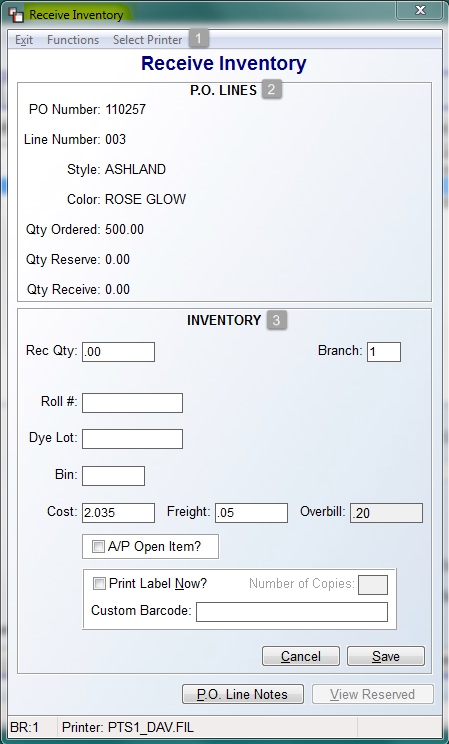 Receive Inventory
Exit Functions Select Printer 1
Receive Inventory
P.O. LINES 2
PO Number: 110257
Line Number: 003
Style: ASHLAND
Color: ROSE GLOW
Qty Ordered: 500.00
Qty Reserve: 0.00
Qty Receive: 0.00
INVENTORY 3
Rec Qty: .00 Branch: 1
Roll #:
Dye Lot:
Bin:
Cost: 2.035 Freight: .05 Overbill: .20
A/P Open Item?
Print Label Now? Number of Copies:
Custom Barcode:
Cancel Save
P.O. Line Notes View Reserved
BR:1 Printer: PTS1_DAV.FIL